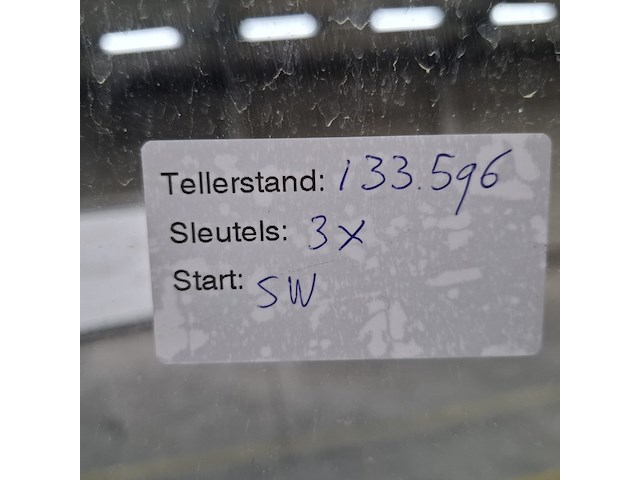 Tellerstand: 133.596
Sleutels: 3x
Start: SW